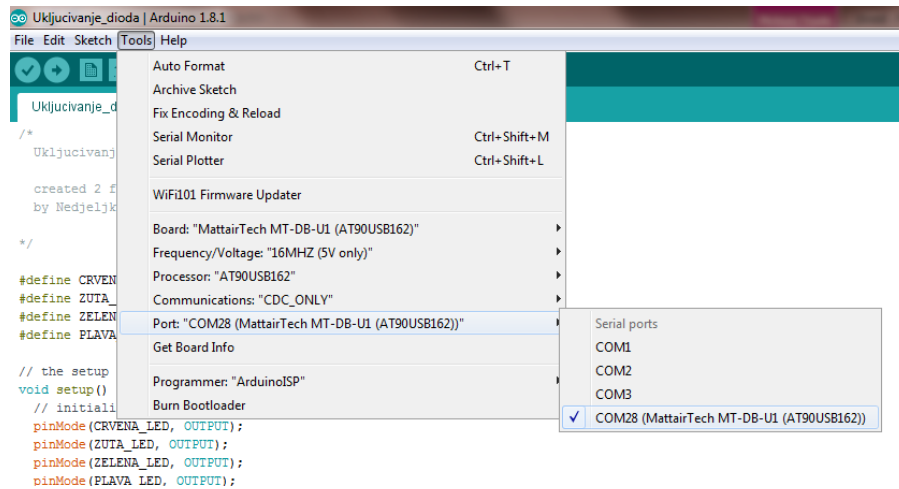 Ukljucivanje_dioda | Arduino 1.8.1
File Edit Sketch Tools Help
Auto Format Ctrl+T
Archive Sketch
Fix Encoding & Reload
Serial Monitor Ctrl+Shift+M
Serial Plotter Ctrl+Shift+L
WiFi101 Firmware Updater
Board: "MattairTech MT-DB-U1 (AT90USB162)"
Frequency/Voltage: "16MHZ (5V only)"
Processor: "AT90USB162"
Communications: "CDC_ONLY"
Port: "COM28 (MattairTech MT-DB-U1 (AT90USB162))"
Get Board Info
Programmer: "ArduinoISP"
Burn Bootloader
Serial ports
COM1
COM2
COM3
COM28 (MattairTech MT-DB-U1 (AT90USB162))
Ukljucivanje_d
/*
Ukljucivanj
created 2 f
by Nedjeljk
*/
#define CRVEN
#define ZUTA_
#define ZELEN
#define PLAVA
// the setup
void setup()
// initiali
pinMode(CRVENA_LED, OUTPUT);
pinMode(ZUTA_LED, OUTPUT);
pinMode(ZELENA_LED, OUTPUT);
pinMode(PLAVA_LED, OUTPUT);